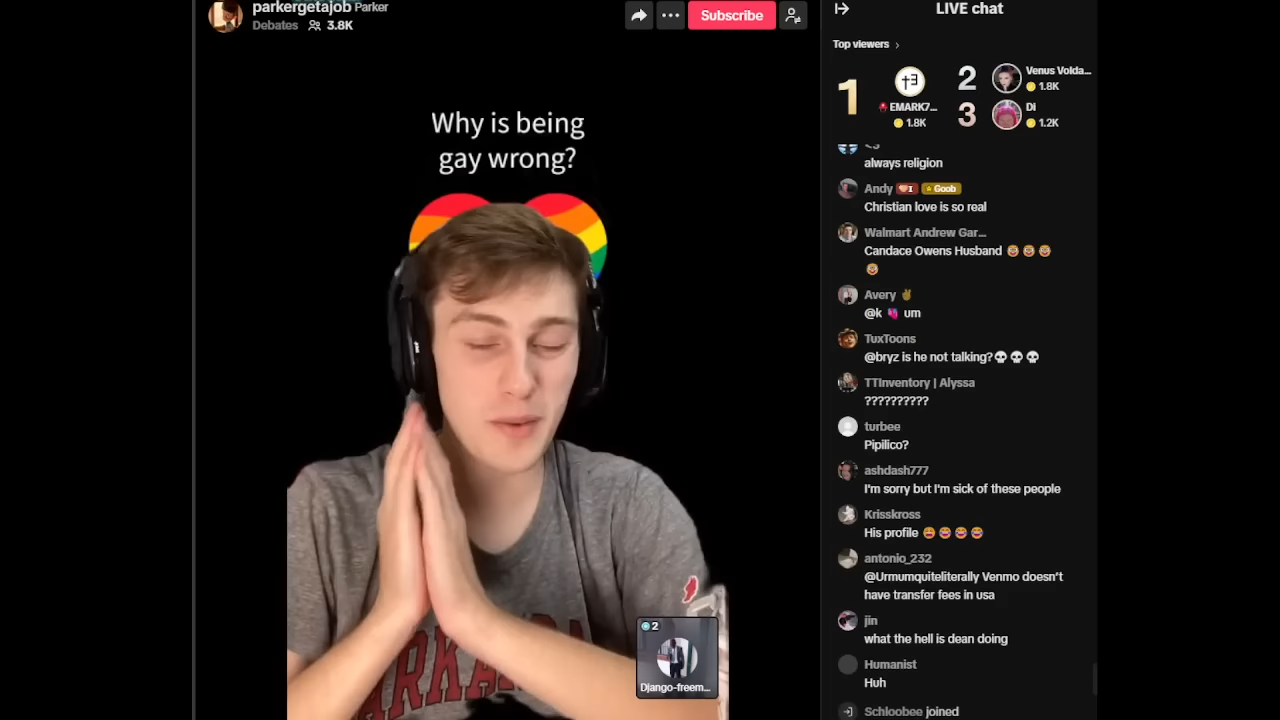 parkergetajob Parker
Debates 3.8K
Subscribe
LIVE chat
Top viewers
1
EMARK7...
1.8K
2
Venus Volda...
1.8K
3
Di
1.2K
Why is being
gay wrong?
always religion
Andy 1 Goob
Christian love is so real
Walmart Andrew Gar...
Candace Owens Husband 🤡 🤡 🤡
🤡
Avery ✌🏾
@k um
TuxToons
@bryz is he not talking?💀💀💀
TTInventory | Alyssa
??????????
turbee
Pipilico?
ashdash777
I'm sorry but I'm sick of these people
Krisskross
His profile
antonio_232
@Urmumquiteliterally Venmo doesn't
have transfer fees in usa
jin
what the hell is dean doing
Humanist
Huh
Schloobee joined
2
Django-freem...